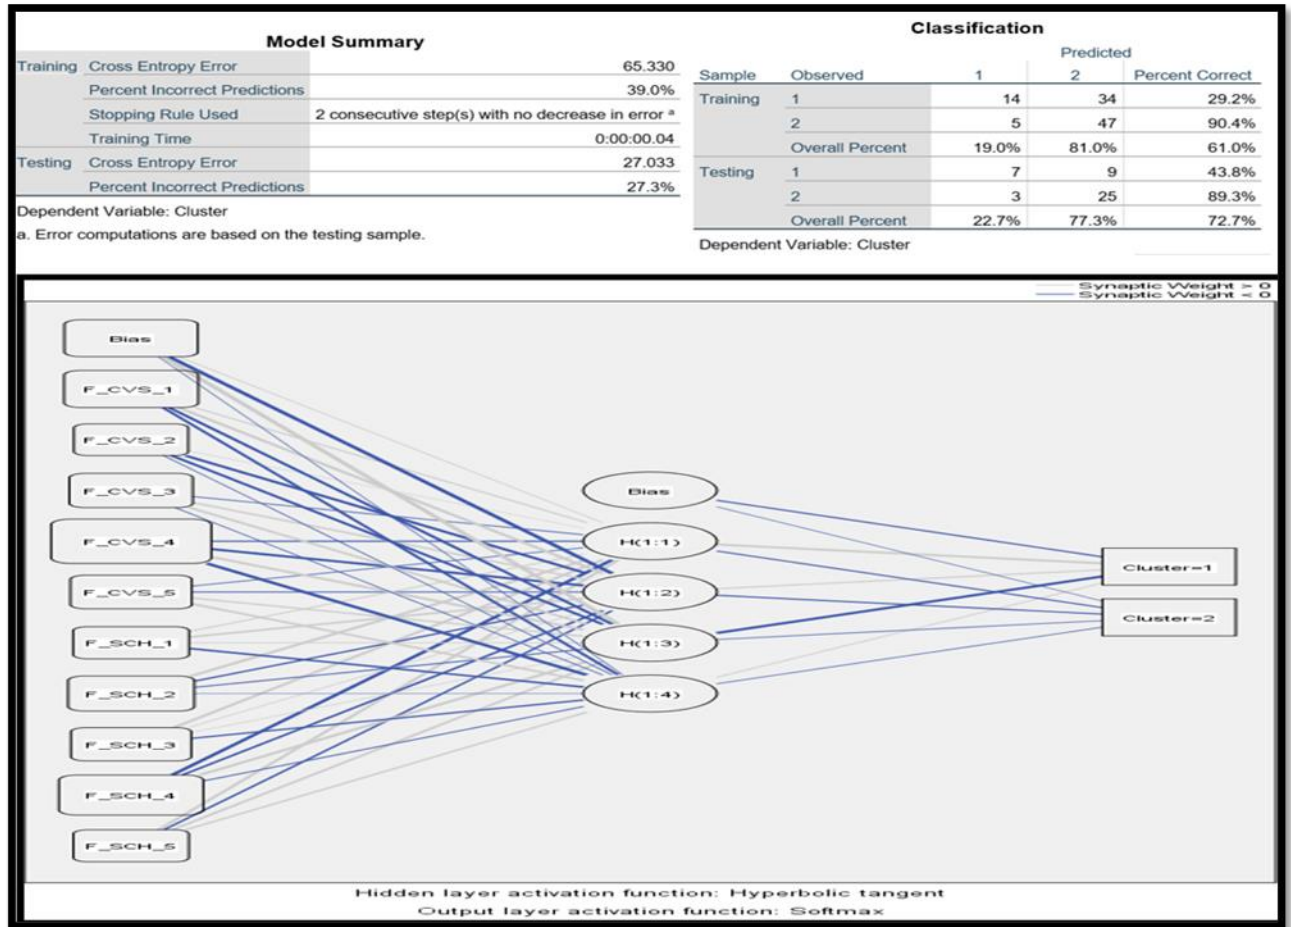 Model Summary
Training Cross Entropy Error 65.330
Percent Incorrect Predictions 39.0%
Stopping Rule Used 2 consecutive step(s) with no decrease in error a
Training Time 0:00:00.04
Testing Cross Entropy Error 27.033
Percent Incorrect Predictions 27.3%
Dependent Variable: Cluster
a. Error computations are based on the testing sample.
Classification
Predicted
Sample Observed 1 2 Percent Correct
Training 1 14 34 29.2%
2 5 47 90.4%
Overall Percent 19.0% 81.0% 61.0%
Testing 1 7 9 43.8%
2 3 25 89.3%
Overall Percent 22.7% 77.3% 72.7%
Dependent Variable: Cluster
Synaptic Weight > 0
Synaptic Weight < 0
Bias
F_CVS_1
F_CVS_2
F_CVS_3
F_CVS_4
F_CVS_5
F_SCH_1
F_SCH_2
F_SCH_3
F_SCH_4
F_SCH_5
Bias
H(1:1)
H(1:2)
H(1:3)
H(1:4)
Cluster=1
Cluster=2
Hidden layer activation function: Hyperbolic tangent
Output layer activation function: Softmax